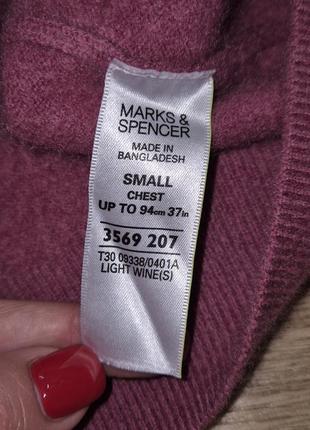 MARKS &
SPENCER
MADE IN
BANGLADESH
SMALL
CHEST
UP TO 94cm 37in
3569 207
T30 09338/0401A
LIGHT WINE(S)